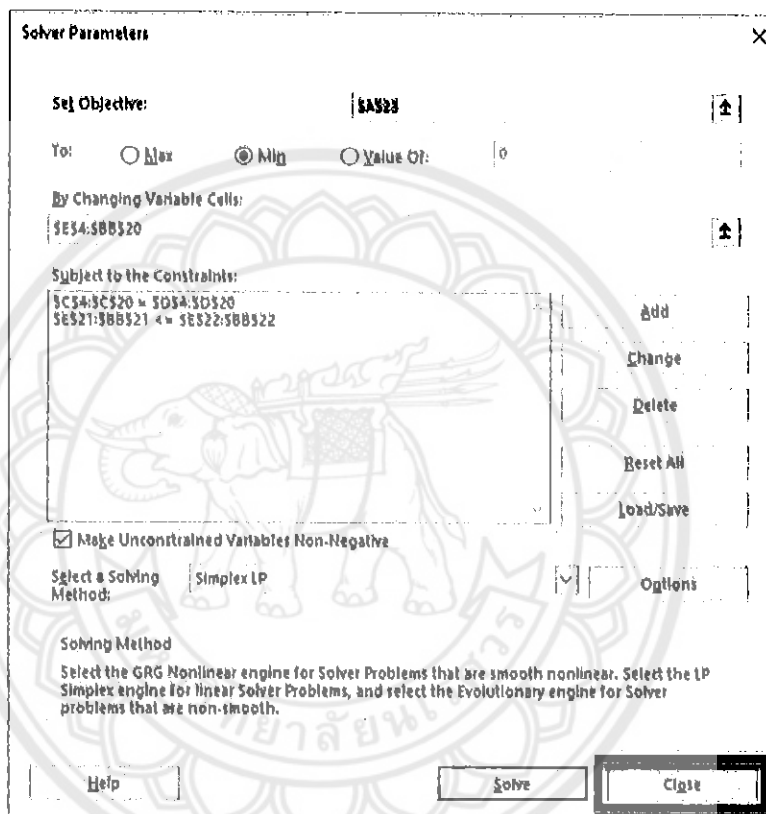 Solver Parameters
Set Objective: $A$23
To: Max Min Value Of: 0
By Changing Variable Cells:
$E$4:$BB$20
Subject to the Constraints:
$C$4:$C$20 = $D$4:$D$20
$E$21:$BB$21 <= $E$22:$BB$22
Add
Change
Delete
Reset All
Load/Save
Make Unconstrained Variables Non-Negative
Select a Solving Method: Simplex LP
Options
Solving Method
Select the GRG Nonlinear engine for Solver Problems that are smooth nonlinear. Select the LP
Simplex engine for linear Solver Problems, and select the Evolutionary engine for Solver
problems that are non-smooth.
Help
Solve
Close